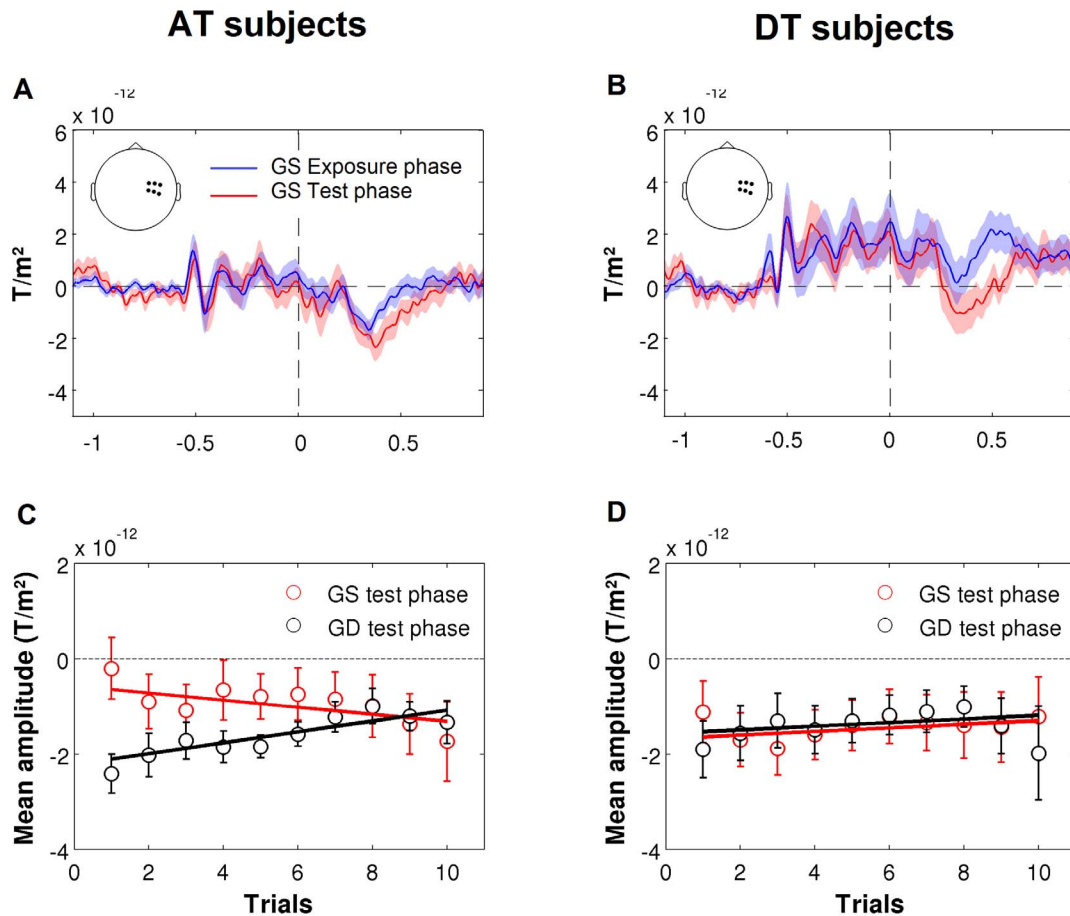 AT subjects
DT subjects
A
x 10⁻¹²
GS Exposure phase
GS Test phase
T/m²
6
4
2
0
-2
-4
-1
-0.5
0
0.5
B
x 10⁻¹²
T/m²
6
4
2
0
-2
-4
-1
-0.5
0
0.5
C
x 10⁻¹²
GS test phase
GD test phase
Mean amplitude (T/m²)
2
0
-2
-4
0
2
4
6
8
10
Trials
D
x 10⁻¹²
GS test phase
GD test phase
Mean amplitude (T/m²)
2
0
-2
-4
0
2
4
6
8
10
Trials